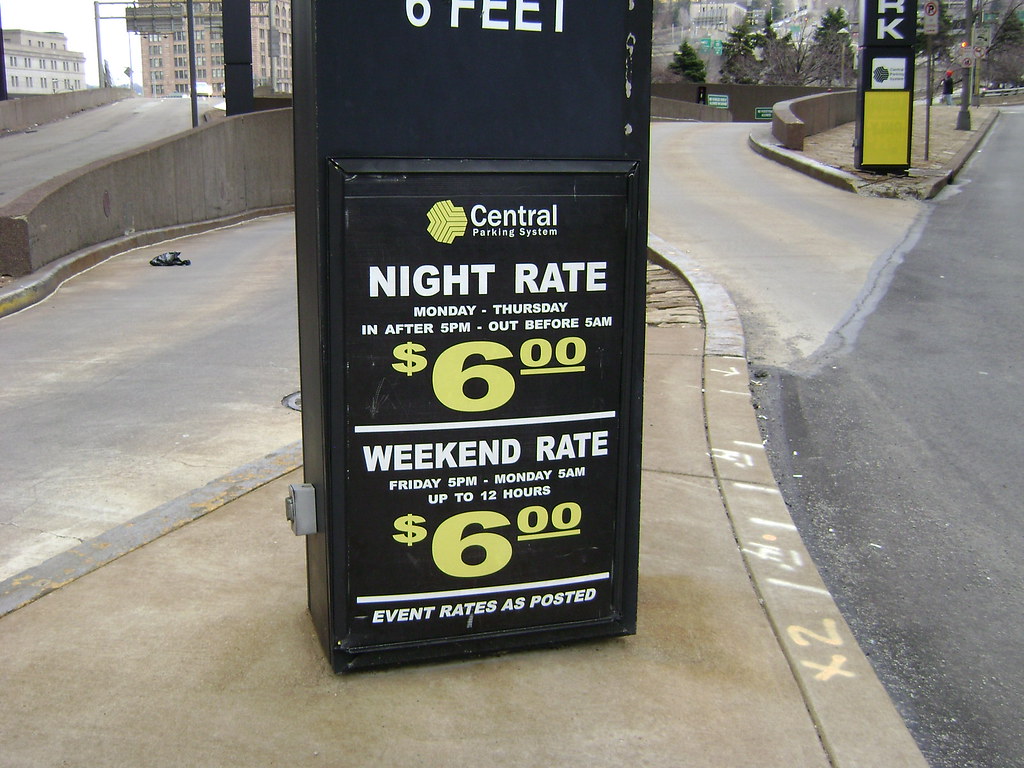 6 FEET
RK
Central
Parking System
NIGHT RATE
MONDAY - THURSDAY
IN AFTER 5PM - OUT BEFORE 5AM
$6.00
WEEKEND RATE
FRIDAY 5PM - MONDAY 5AM
UP TO 12 HOURS
$6.00
EVENT RATES AS POSTED
X2